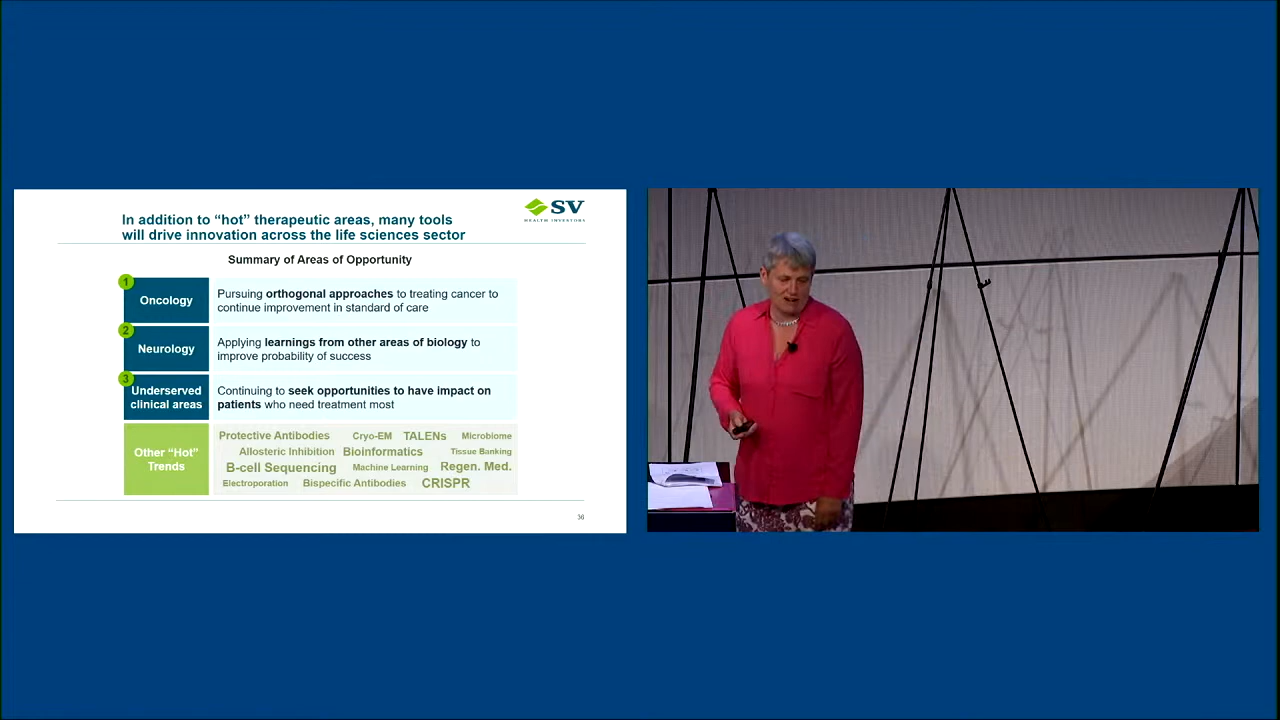 In addition to “hot” therapeutic areas, many tools
will drive innovation across the life sciences sector
SV
HEALTH INVESTORS
Summary of Areas of Opportunity
1
Oncology
Pursuing orthogonal approaches to treating cancer to
continue improvement in standard of care
2
Neurology
Applying learnings from other areas of biology to
improve probability of success
3
Underserved
clinical areas
Continuing to seek opportunities to have impact on
patients who need treatment most
Other “Hot”
Trends
Protective Antibodies Cryo-EM TALENs Microbiome
Allosteric Inhibition Bioinformatics Tissue Banking
B-cell Sequencing Machine Learning Regen. Med.
Electroporation Bispecific Antibodies CRISPR
36